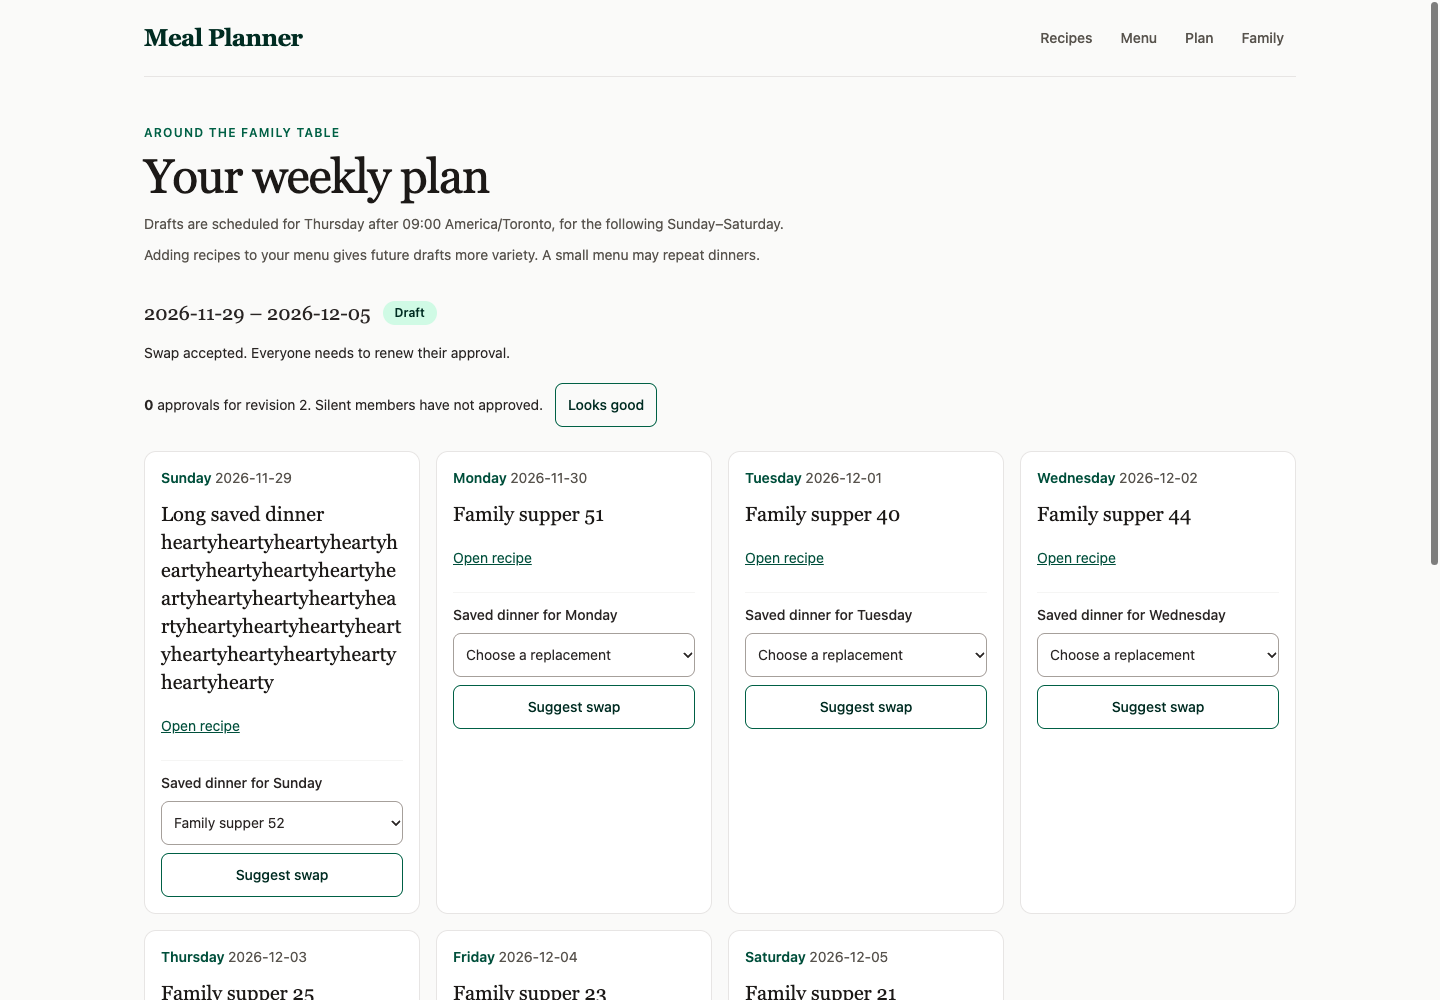 Meal Planner
Recipes Menu Plan Family
AROUND THE FAMILY TABLE
Your weekly plan
Drafts are scheduled for Thursday after 09:00 America/Toronto, for the following Sunday–Saturday.
Adding recipes to your menu gives future drafts more variety. A small menu may repeat dinners.
2026-11-29 – 2026-12-05 Draft
Swap accepted. Everyone needs to renew their approval.
0 approvals for revision 2. Silent members have not approved. Looks good
Sunday 2026-11-29
Long saved dinner
heartyheartyheartyheartyh
eartyheartyheartyheartyhe
artyheartyheartyheartyhea
rtyheartyheartyheartyheart
yheartyheartyheartyhearty
heartyhearty
Open recipe
Saved dinner for Sunday
Family supper 52
Suggest swap
Monday 2026-11-30
Family supper 51
Open recipe
Saved dinner for Monday
Choose a replacement
Suggest swap
Tuesday 2026-12-01
Family supper 40
Open recipe
Saved dinner for Tuesday
Choose a replacement
Suggest swap
Wednesday 2026-12-02
Family supper 44
Open recipe
Saved dinner for Wednesday
Choose a replacement
Suggest swap
Thursday 2026-12-03
Family supper 25
Friday 2026-12-04
Family supper 23
Saturday 2026-12-05
Family supper 21